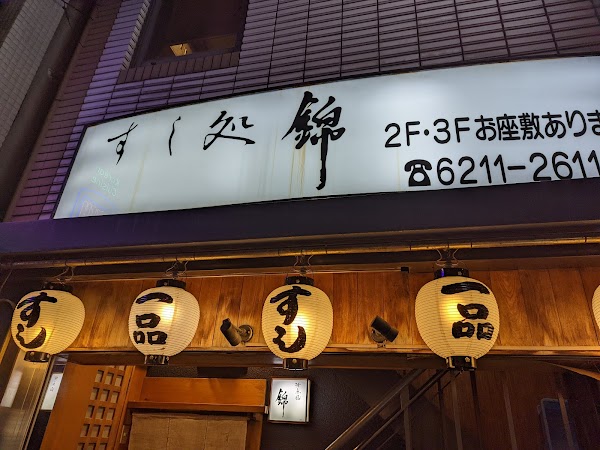 すし処 錦
2F・3Fお座敷ありま
☎6211-2611
すし
一品
すし
一品
錦